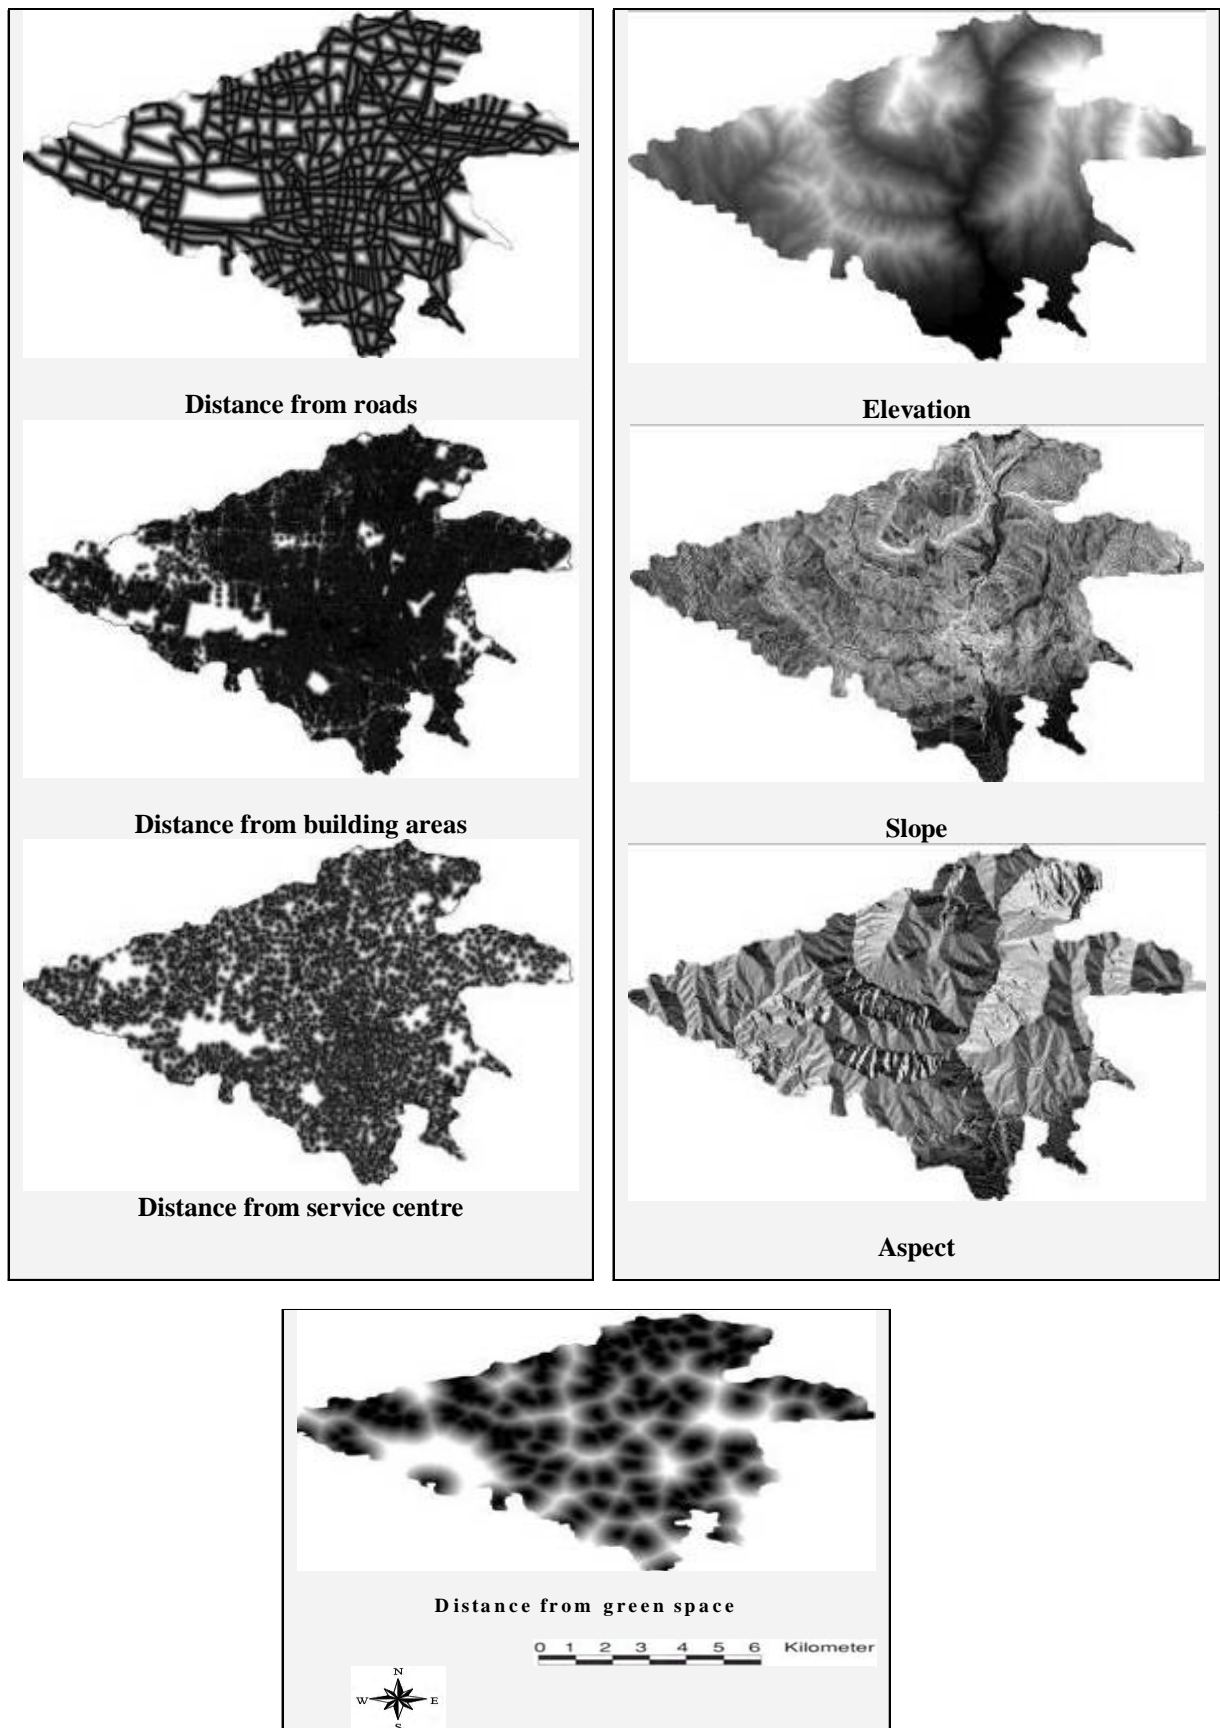 Distance from roads
Elevation
Distance from building areas
Slope
Distance from service centre
Aspect
Distance from green space
0 1 2 3 4 5 6 Kilometer
N
W E
S